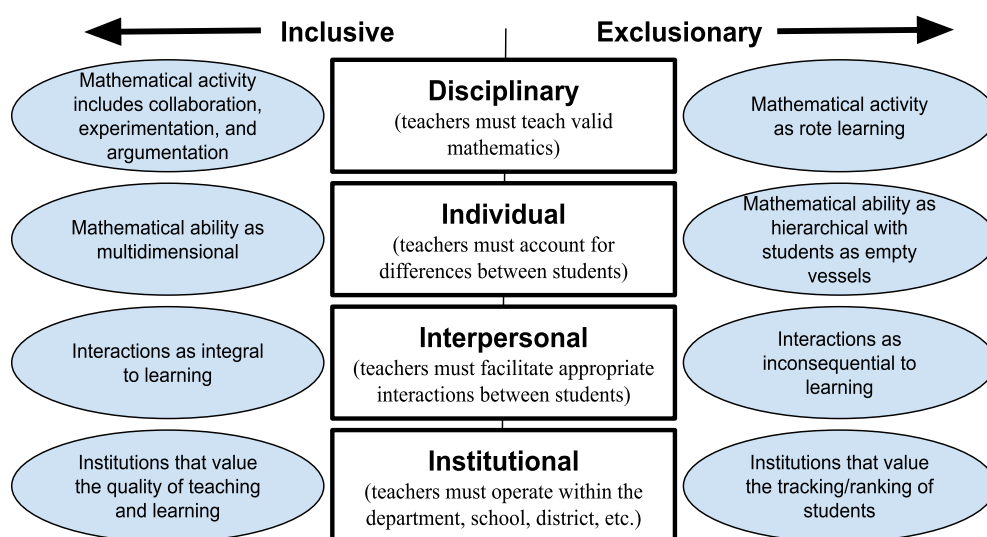 Inclusive
Exclusionary
Mathematical activity
includes collaboration,
experimentation, and
argumentation
Disciplinary
(teachers must teach valid
mathematics)
Mathematical activity
as rote learning
Mathematical ability as
multidimensional
Individual
(teachers must account for
differences between students)
Mathematical ability as
hierarchical with
students as empty
vessels
Interactions as integral
to learning
Interpersonal
(teachers must facilitate appropriate
interactions between students)
Interactions as
inconsequential to
learning
Institutions that value
the quality of teaching
and learning
Institutional
(teachers must operate within the
department, school, district, etc.)
Institutions that value
the tracking/ranking of
students